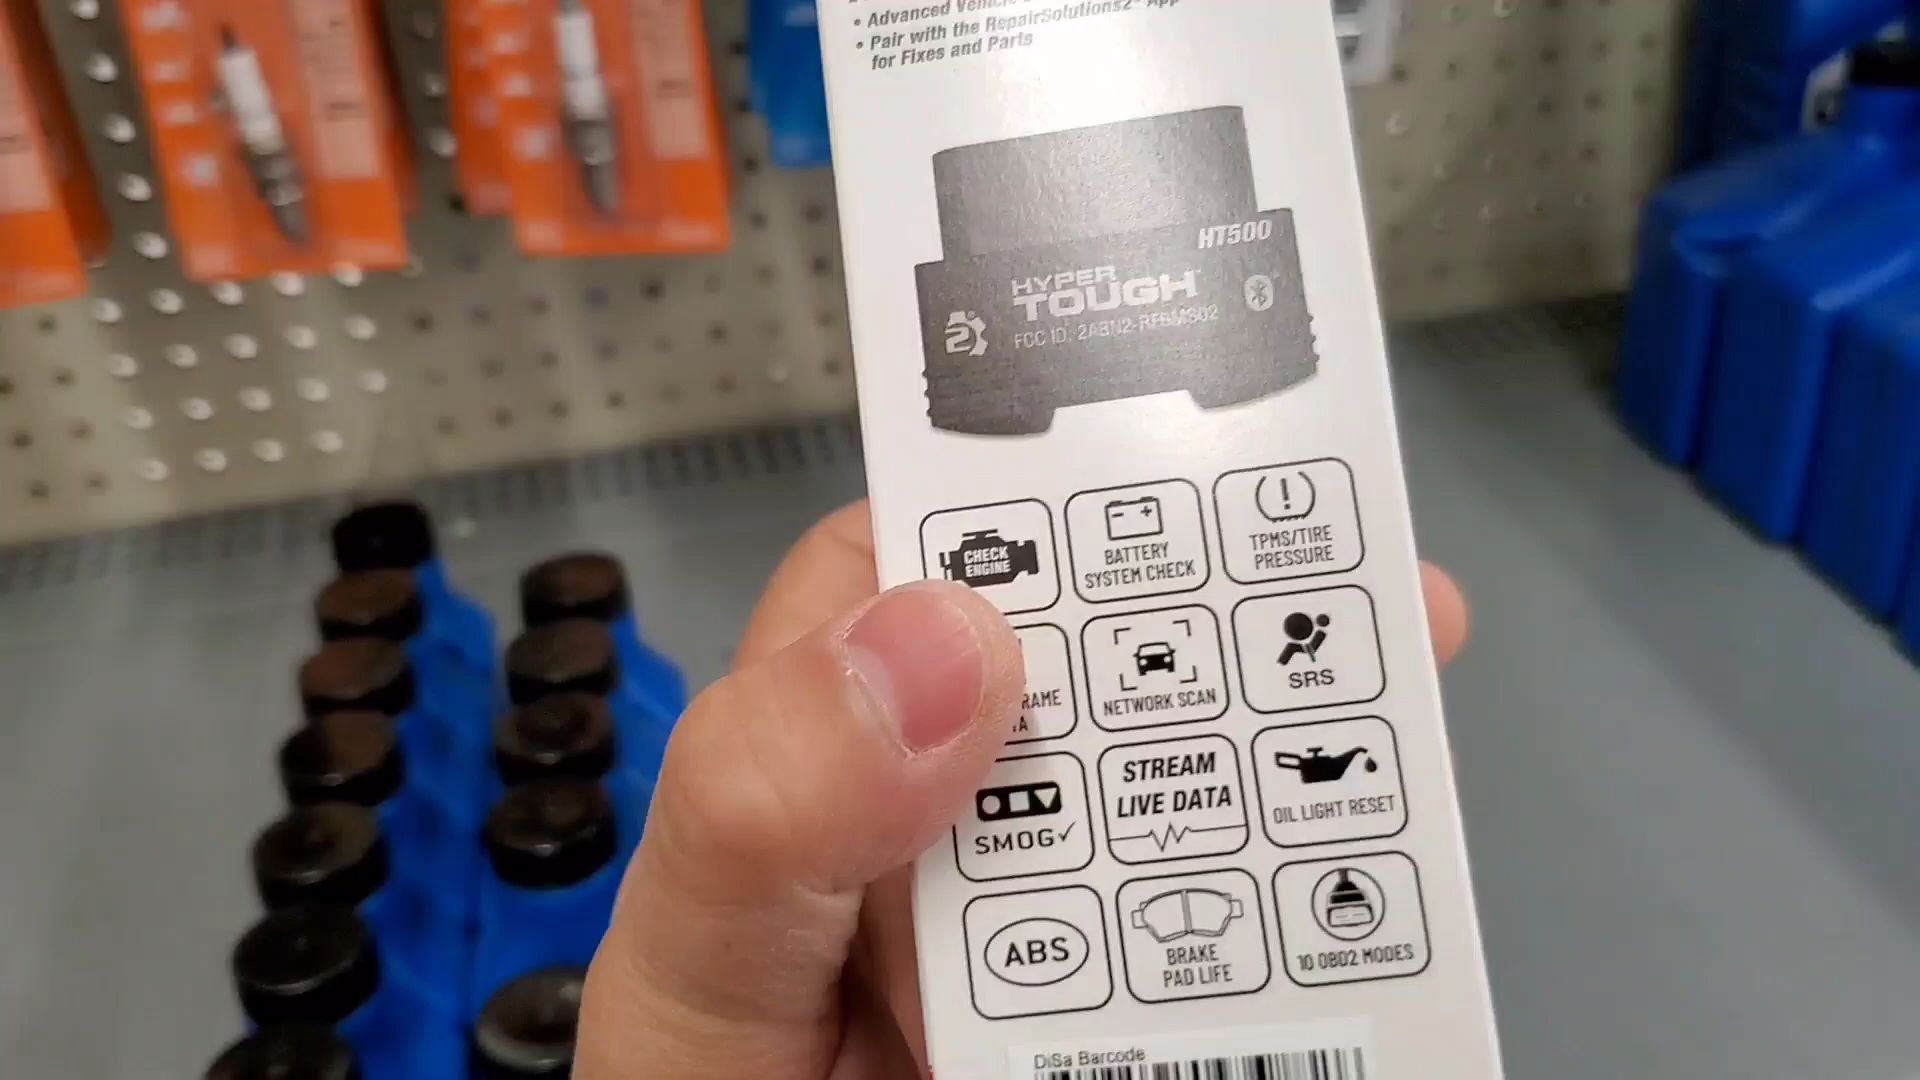 • Advanced Vehicle
• Pair with the RepairSolutions2 App
for Fixes and Parts
HT500
HYPER
TOUGH
2
FCC ID: 2ABN2-RFBMS02
CHECK
ENGINE
BATTERY
SYSTEM CHECK
TPMS/TIRE
PRESSURE
RAME
TA
NETWORK SCAN
SRS
SMOG✓
STREAM
LIVE DATA
OIL LIGHT RESET
ABS
BRAKE
PAD LIFE
10 OBD2 MODES
DiSa Barcode